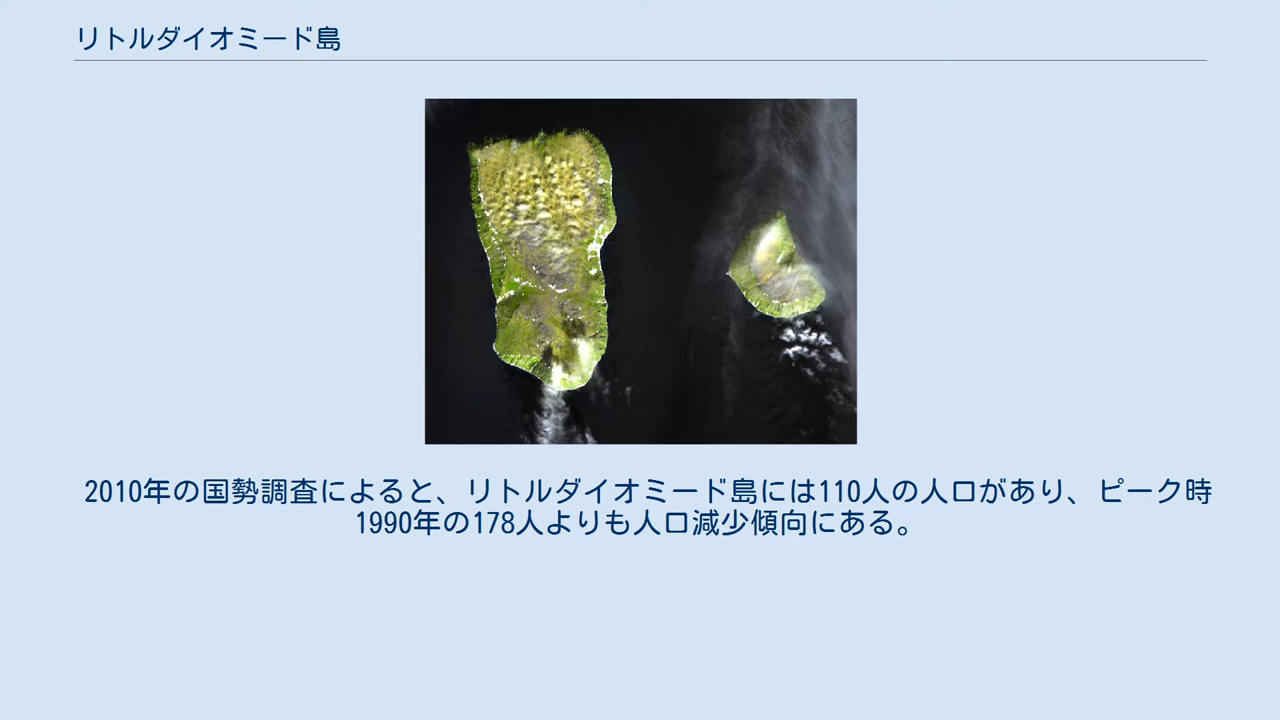 リトルダイオミード島
2010年の国勢調査によると、リトルダイオミード島には110人の人口があり、ピーク時
1990年の178人よりも人口減少傾向にある。